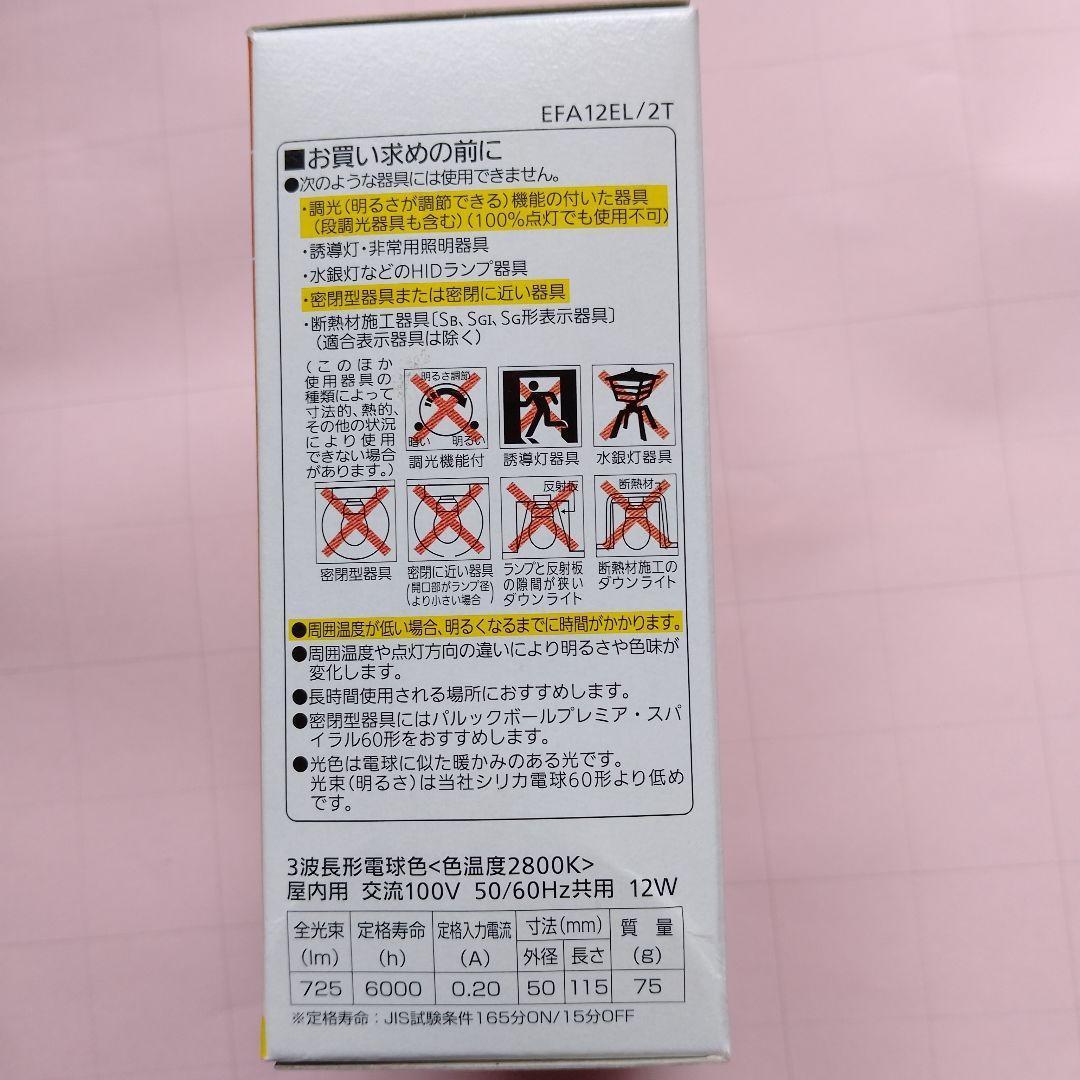 EFA12EL/2T
■お買い求めの前に
●次のような器具には使用できません。
・調光(明るさが調節できる)機能の付いた器具
(段調光器具も含む)(100%点灯でも使用不可)
・誘導灯・非常用照明器具
・水銀灯などのHIDランプ器具
・密閉型器具または密閉に近い器具
・断熱材施工器具〔SB、SGI、SG形表示器具〕
(適合表示器具は除く)
(このほか
使用器具の
種類によって
寸法的、熱的、
その他の状況
により使用
できない場合
があります。)
明るさ調節
暗い 明るい
調光機能付
誘導灯器具
水銀灯器具
反射板
断熱材
密閉型器具
密閉に近い器具
(開口部がランプ径
より小さい場合)
ランプと反射板
の隙間が狭い
ダウンライト
断熱材施工の
ダウンライト
●周囲温度が低い場合、明るくなるまでに時間がかかります。
●周囲温度や点灯方向の違いにより明るさや色味が
変化します。
●長時間使用される場所におすすめします。
●密閉型器具にはパルックボールプレミア・スパ
イラル60形をおすすめします。
●光色は電球に似た暖かみのある光です。
光束(明るさ)は当社シリカ電球60形より低め
です。
3波長形電球色<色温度2800K>
屋内用 交流100V 50/60Hz共用 12W
全光束 定格寿命 定格入力電流 寸法(mm) 質量
(lm) (h) (A) 外径 長さ (g)
725 6000 0.20 50 115 75
※定格寿命:JIS試験条件165分ON/15分OFF